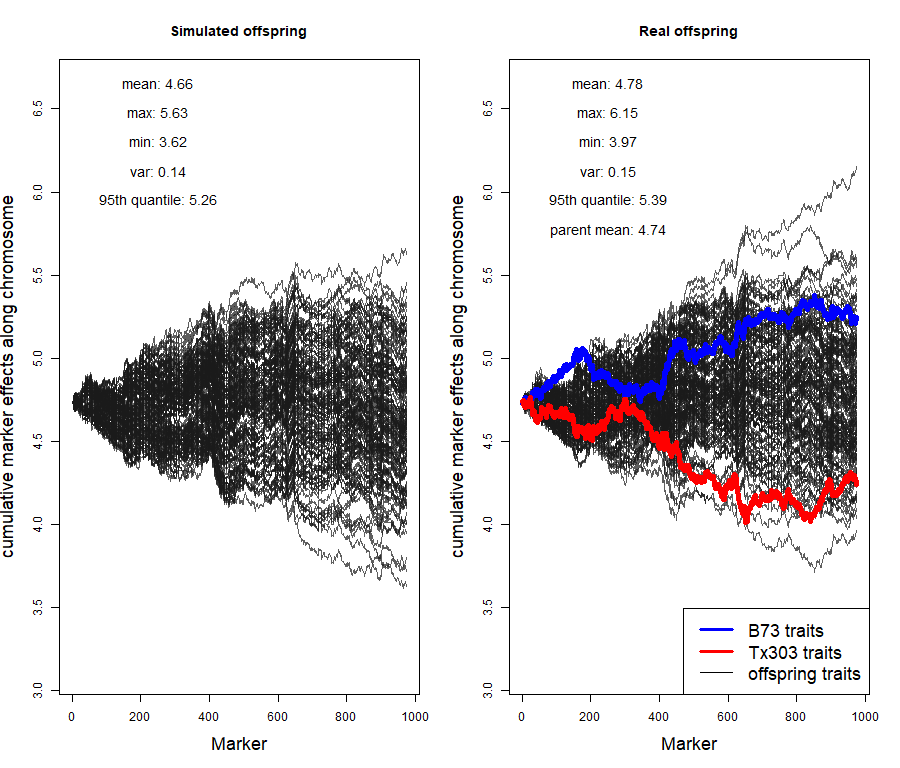 Simulated offspring
mean: 4.66
max: 5.63
min: 3.62
var: 0.14
95th quantile: 5.26
cumulative marker effects along chromosome
6.5
6.0
5.5
5.0
4.5
4.0
3.5
3.0
0 200 400 600 800 1000
Marker
Real offspring
mean: 4.78
max: 6.15
min: 3.97
var: 0.15
95th quantile: 5.39
parent mean: 4.74
cumulative marker effects along chromosome
6.5
6.0
5.5
5.0
4.5
4.0
3.5
3.0
B73 traits
Tx303 traits
offspring traits
0 200 400 600 800 1000
Marker